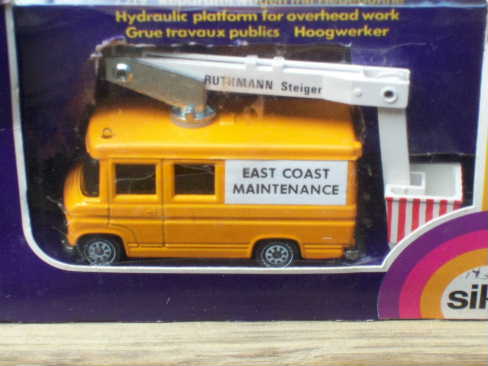 Hydraulic platform for overhead work
Grue travaux publics Hoogwerker
RUTHMANN Steiger
EAST COAST
MAINTENANCE
sik